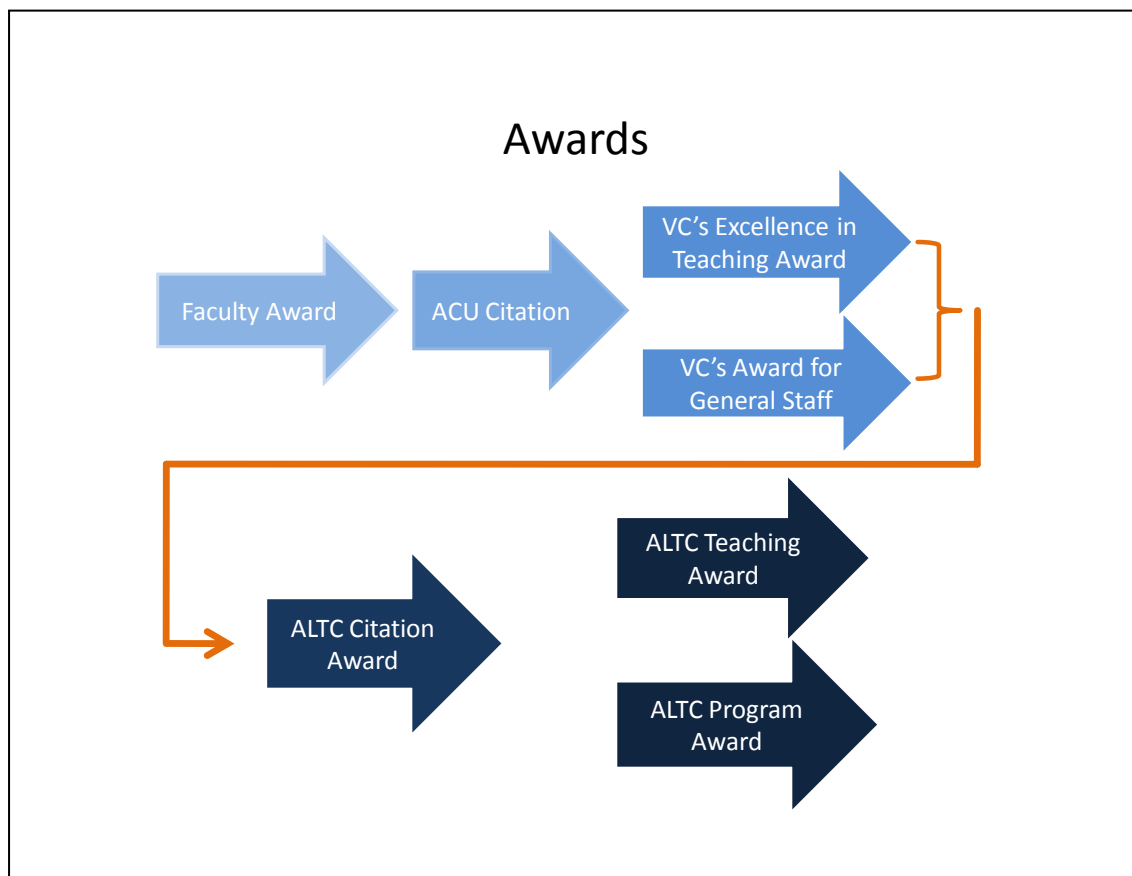 Awards
VC’s Excellence in
Teaching Award
Faculty Award
ACU Citation
VC’s Award for
General Staff
ALTC Teaching
Award
ALTC Citation
Award
ALTC Program
Award